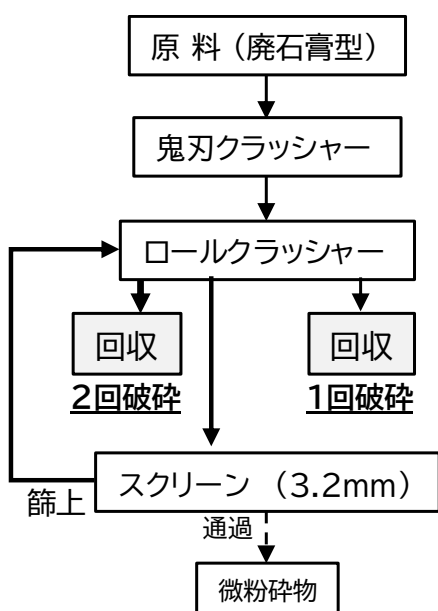 原 料 （廃石膏型）
鬼刃クラッシャー
ロールクラッシャー
回収
回収
2回破砕
1回破砕
スクリーン （3.2mm）
篩上
通過
微粉砕物